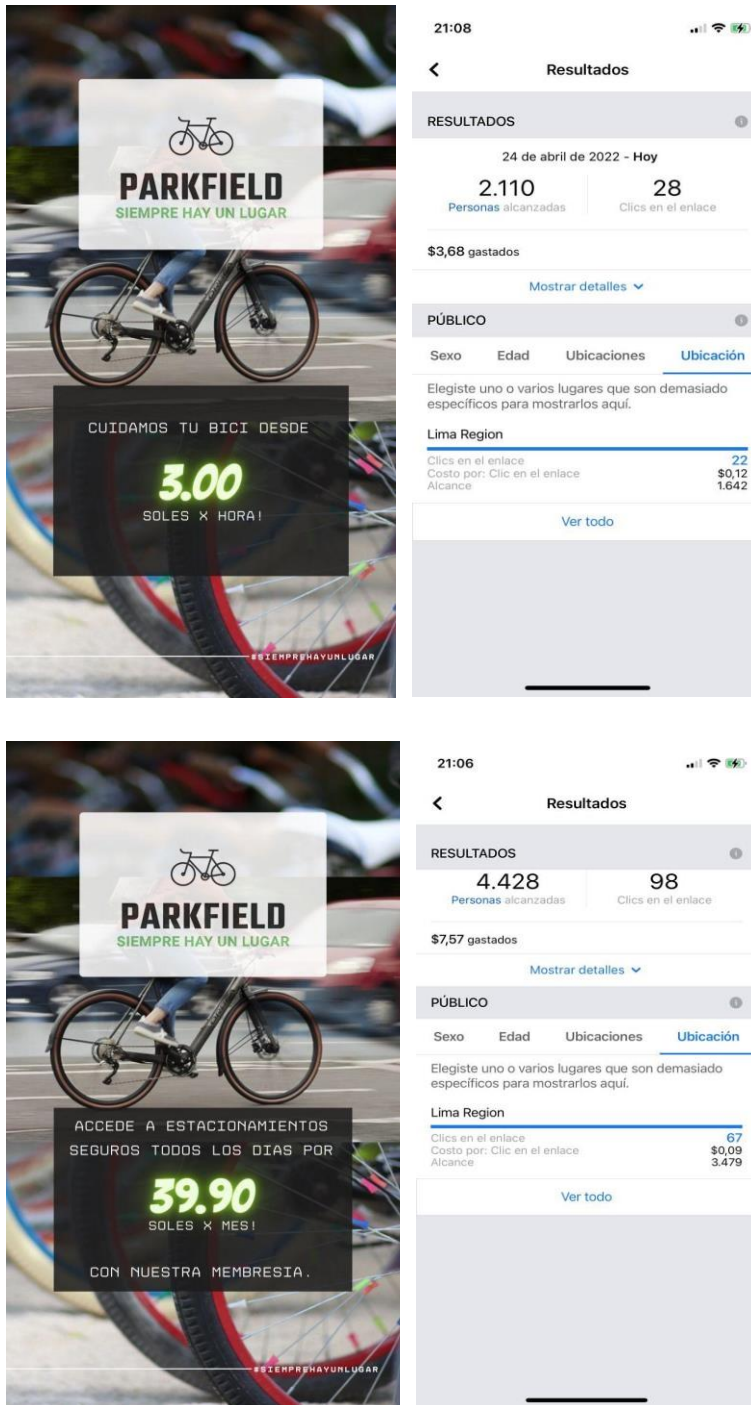 PARKFIELD
SIEMPRE HAY UN LUGAR
CUIDAMOS TU BICI DESDE
3.00
SOLES X HORA!
#SIEMPREHAYUNLUGAR
21:08
Resultados
RESULTADOS
24 de abril de 2022 - Hoy
2.110
Personas alcanzadas
28
Clics en el enlace
$3,68 gastados
Mostrar detalles
PÚBLICO
Sexo Edad Ubicaciones Ubicación
Elegiste uno o varios lugares que son demasiado
específicos para mostrarlos aquí.
Lima Region
Clics en el enlace 22
Costo por: Clic en el enlace $0,12
Alcance 1.642
Ver todo
PARKFIELD
SIEMPRE HAY UN LUGAR
ACCEDE A ESTACIONAMIENTOS
SEGUROS TODOS LOS DIAS POR
39.90
SOLES X MES!
CON NUESTRA MEMBRESIA.
#SIEMPREHAYUNLUGAR
21:06
Resultados
RESULTADOS
4.428
Personas alcanzadas
98
Clics en el enlace
$7,57 gastados
Mostrar detalles
PÚBLICO
Sexo Edad Ubicaciones Ubicación
Elegiste uno o varios lugares que son demasiado
específicos para mostrarlos aquí.
Lima Region
Clics en el enlace 67
Costo por: Clic en el enlace $0,09
Alcance 3.479
Ver todo